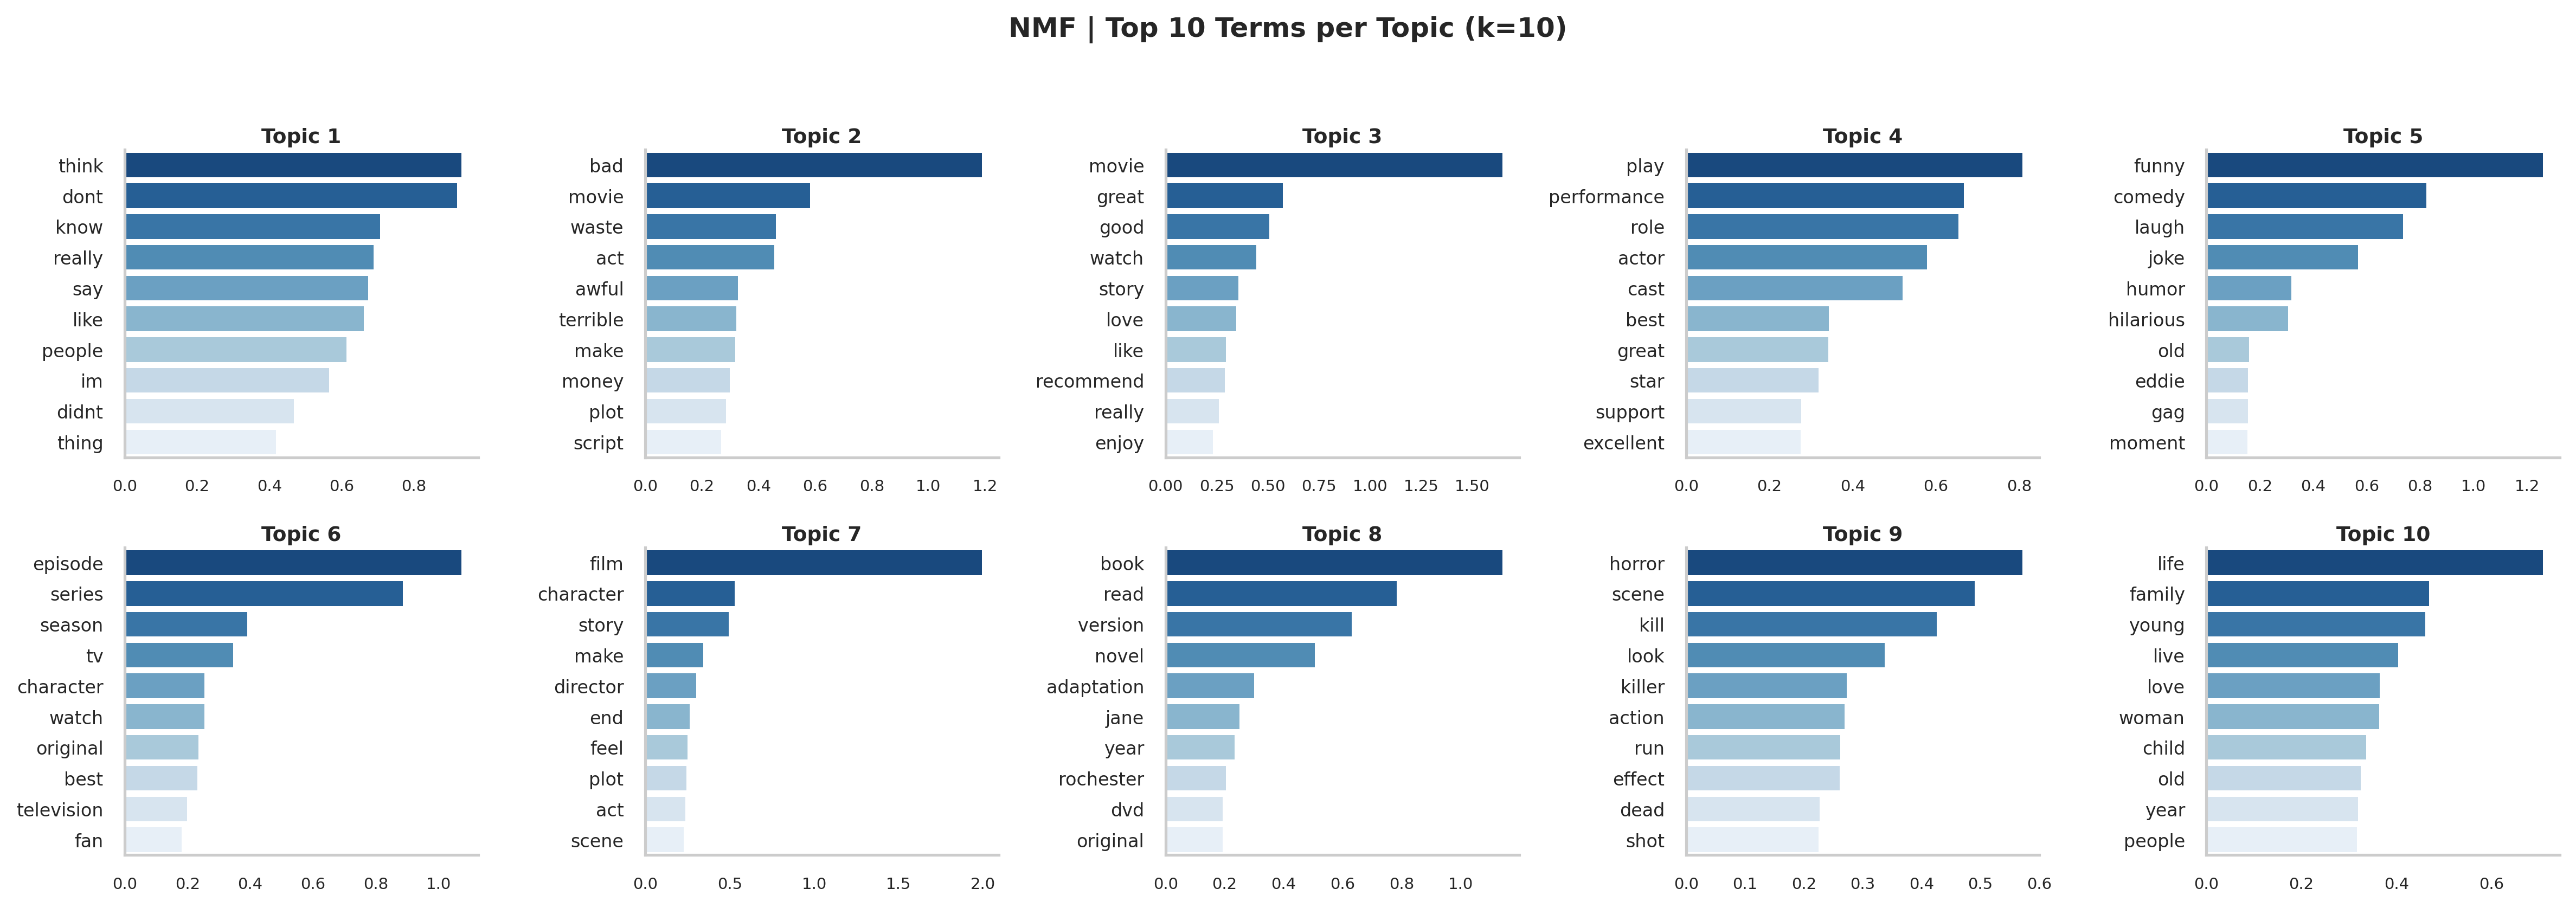 NMF | Top 10 Terms per Topic (k=10)
Topic 1
think
dont
know
really
say
like
people
im
didnt
thing
0.0 0.2 0.4 0.6 0.8
Topic 2
bad
movie
waste
act
awful
terrible
make
money
plot
script
0.0 0.2 0.4 0.6 0.8 1.0 1.2
Topic 3
movie
great
good
watch
story
love
like
recommend
really
enjoy
0.00 0.25 0.50 0.75 1.00 1.25 1.50
Topic 4
play
performance
role
actor
cast
best
great
star
support
excellent
0.0 0.2 0.4 0.6 0.8
Topic 5
funny
comedy
laugh
joke
humor
hilarious
old
eddie
gag
moment
0.0 0.2 0.4 0.6 0.8 1.0 1.2
Topic 6
episode
series
season
tv
character
watch
original
best
television
fan
0.0 0.2 0.4 0.6 0.8 1.0
Topic 7
film
character
story
make
director
end
feel
plot
act
scene
0.0 0.5 1.0 1.5 2.0
Topic 8
book
read
version
novel
adaptation
jane
year
rochester
dvd
original
0.0 0.2 0.4 0.6 0.8 1.0
Topic 9
horror
scene
kill
look
killer
action
run
effect
dead
shot
0.0 0.1 0.2 0.3 0.4 0.5 0.6
Topic 10
life
family
young
live
love
woman
child
old
year
people
0.0 0.2 0.4 0.6